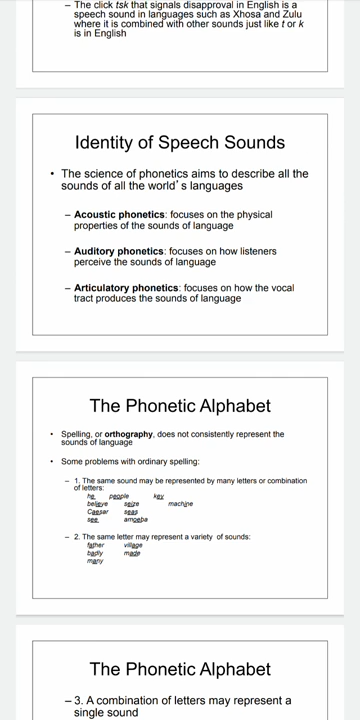 – The click tsk that signals disapproval in English is a
speech sound in languages such as Xhosa and Zulu
where it is combined with other sounds just like t or k
is in English
Identity of Speech Sounds
• The science of phonetics aims to describe all the
sounds of all the world’s languages
– Acoustic phonetics: focuses on the physical
properties of the sounds of language
– Auditory phonetics: focuses on how listeners
perceive the sounds of language
– Articulatory phonetics: focuses on how the vocal
tract produces the sounds of language
The Phonetic Alphabet
• Spelling, or orthography, does not consistently represent the
sounds of language
• Some problems with ordinary spelling:
– 1. The same sound may be represented by many letters or combination
of letters:
he people key
believe seize machine
Caesar seas
see amoeba
– 2. The same letter may represent a variety of sounds:
father village
badly made
many
The Phonetic Alphabet
– 3. A combination of letters may represent a
single sound